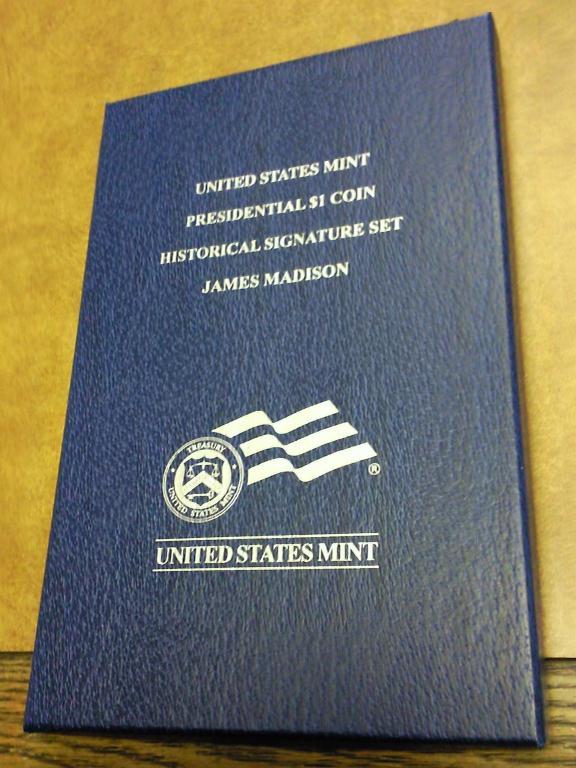 UNITED STATES MINT
PRESIDENTIAL $1 COIN
HISTORICAL SIGNATURE SET
JAMES MADISON
TREASURY
UNITED STATES MINT
®
UNITED STATES MINT